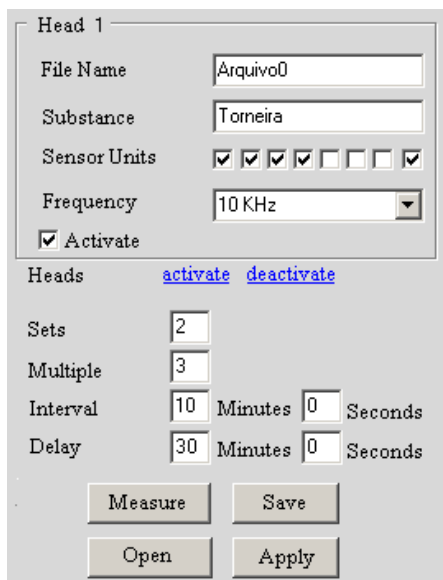 Head 1
File Name Arquivo0
Substance Torneira
Sensor Units
Frequency 10 KHz
Activate
Heads activate deactivate
Sets 2
Multiple 3
Interval 10 Minutes 0 Seconds
Delay 30 Minutes 0 Seconds
Measure Save
Open Apply